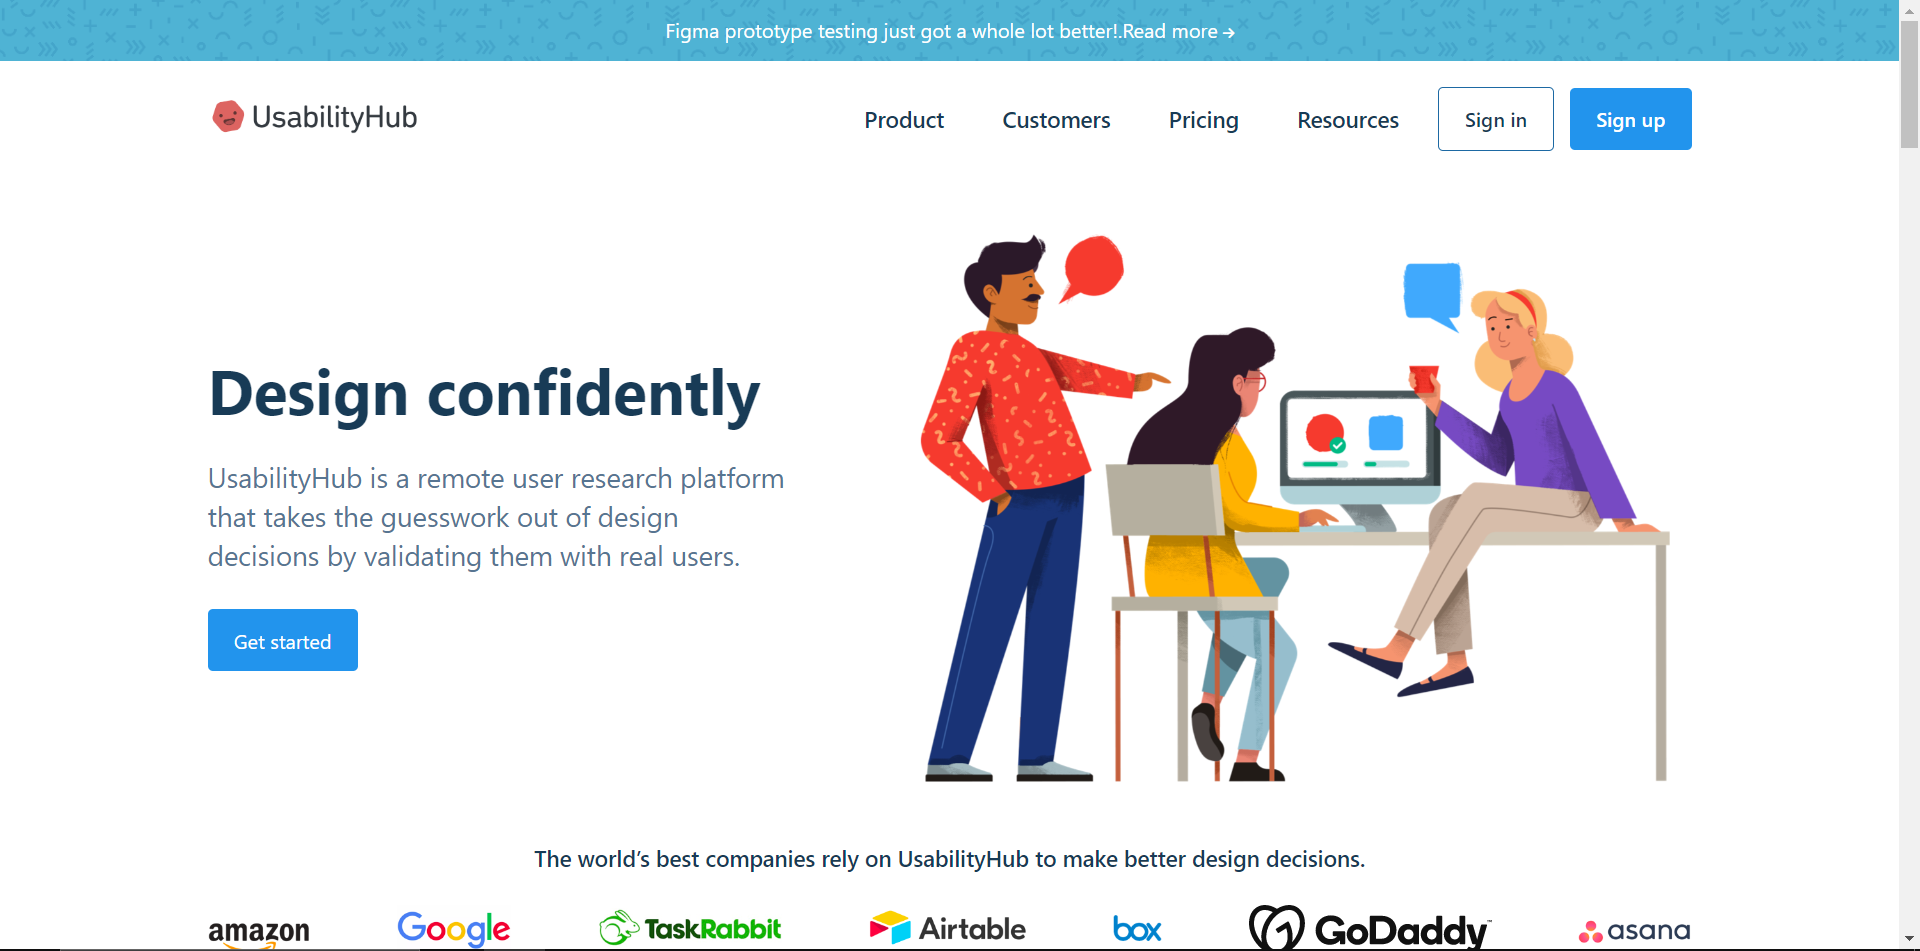 Figma prototype testing just got a whole lot better!.Read more →
UsabilityHub
Product
Customers
Pricing
Resources
Sign in
Sign up
Design confidently
UsabilityHub is a remote user research platform
that takes the guesswork out of design
decisions by validating them with real users.
Get started
The world’s best companies rely on UsabilityHub to make better design decisions.
amazon
Google
TaskRabbit
Airtable
box
GoDaddy™
asana